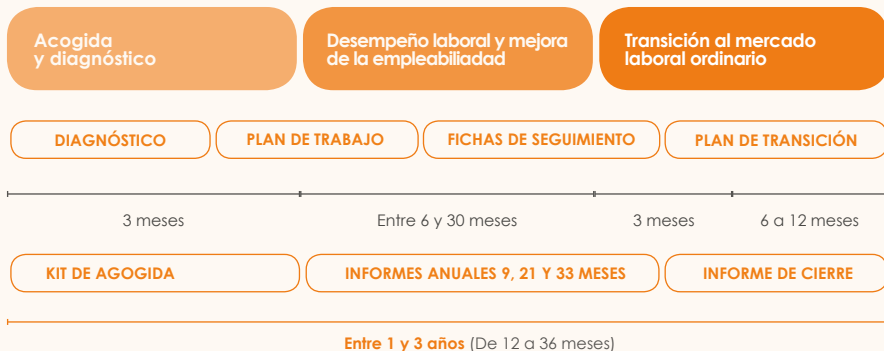 Acogida
y diagnóstico
Desempeño laboral y mejora
de la empleabiliadad
Transición al mercado
laboral ordinario
DIAGNÓSTICO
PLAN DE TRABAJO
FICHAS DE SEGUIMIENTO
PLAN DE TRANSICIÓN
3 meses
Entre 6 y 30 meses
3 meses
6 a 12 meses
KIT DE AGOGIDA
INFORMES ANUALES 9, 21 Y 33 MESES
INFORME DE CIERRE
Entre 1 y 3 años (De 12 a 36 meses)